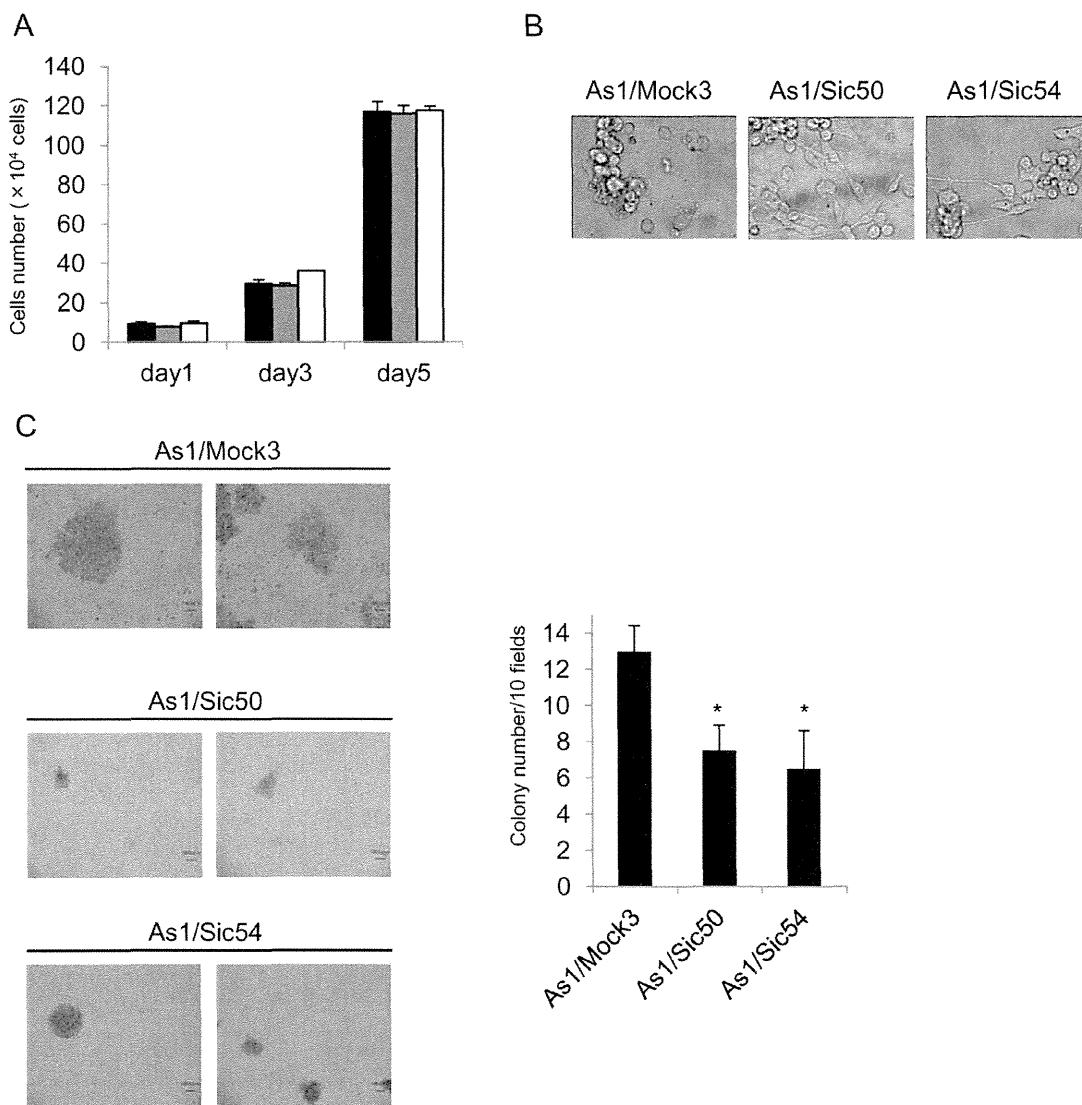 A
Cells number ( × 10⁴ cells)
140
120
100
80
60
40
20
0
day1 day3 day5
B
As1/Mock3 As1/Sic50 As1/Sic54
C
As1/Mock3
As1/Sic50
As1/Sic54
Colony number/10 fields
14
12
10
8
6
4
2
0
* *
As1/Mock3
As1/Sic50
As1/Sic54